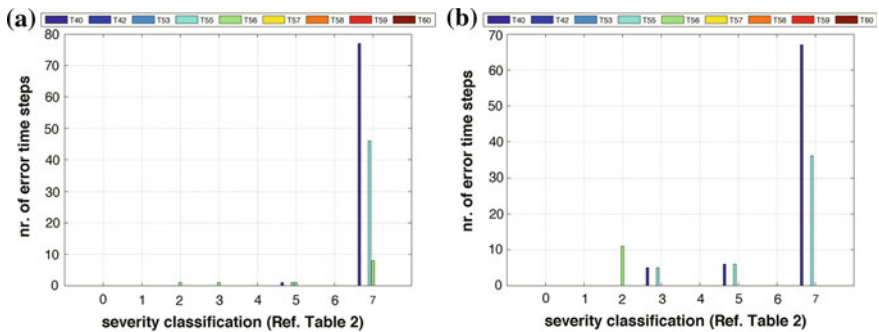 (a)
T40 T42 T53 T55 T56 T57 T58 T59 T60
80
70
60
50
40
30
20
10
0
nr. of error time steps
0 1 2 3 4 5 6 7
severity classification (Ref. Table 2)
(b)
T40 T42 T53 T55 T56 T57 T58 T59 T60
70
60
50
40
30
20
10
0
nr. of error time steps
0 1 2 3 4 5 6 7
severity classification (Ref. Table 2)